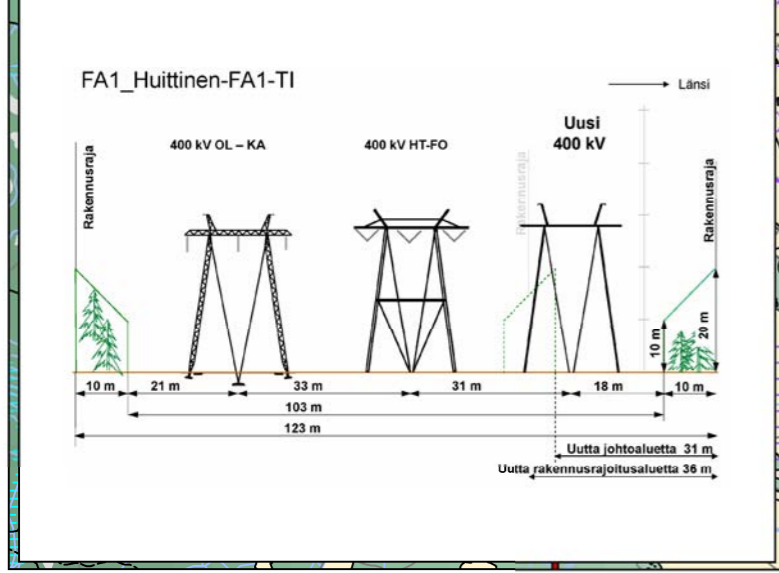 FA1_Huittinen-FA1-TI
Länsi
Uusi
400 kV
400 kV OL – KA
400 kV HT-FO
Rakennusraja
Rakennusraja
Rakennusraja
10 m
20 m
10 m
21 m
33 m
31 m
18 m
10 m
103 m
123 m
Uutta johtoaluetta 31 m
Uutta rakennusrajoitusaluetta 36 m